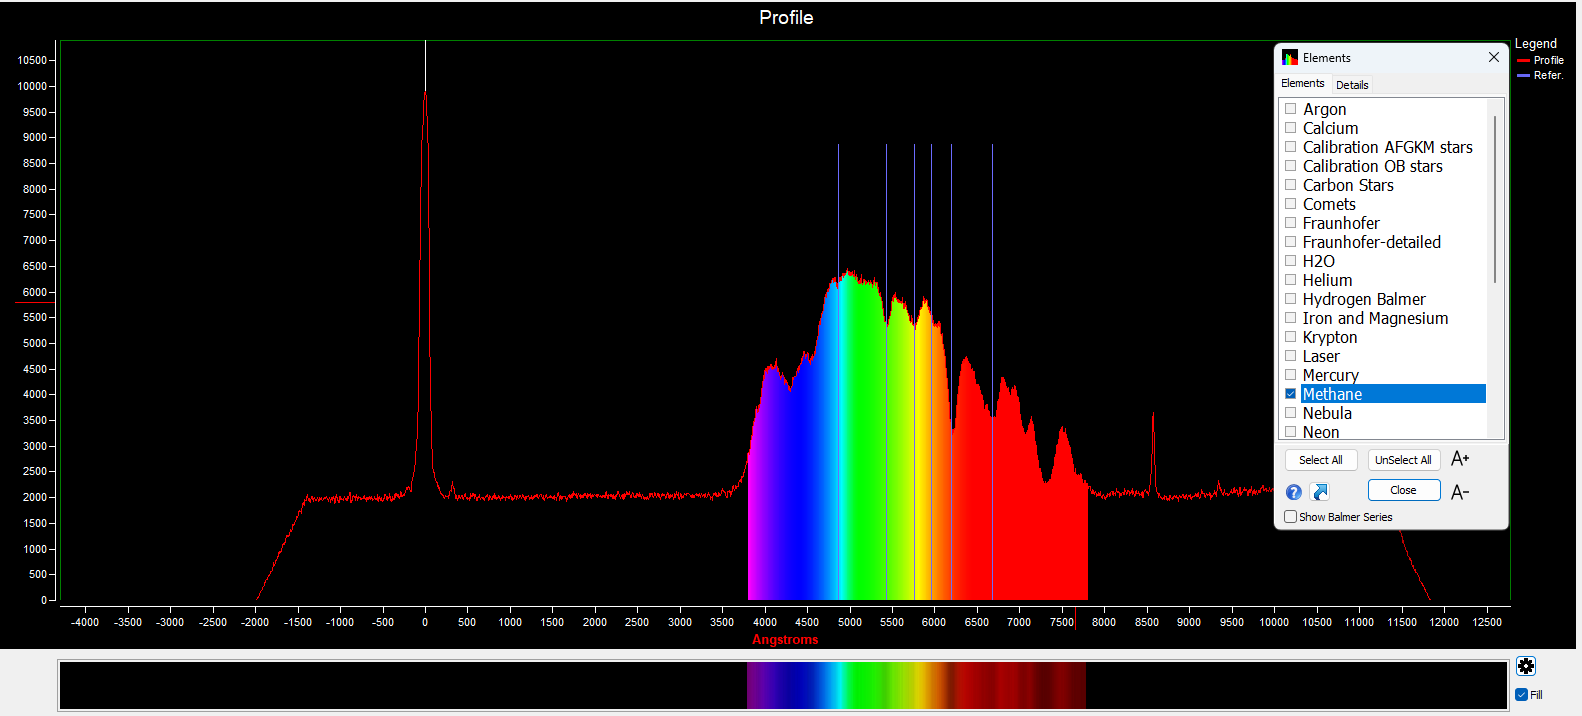 Profile
Legend
Profile
Refer.
10500
10000
9500
9000
8500
8000
7500
7000
6500
6000
5500
5000
4500
4000
3500
3000
2500
2000
1500
1000
500
0
-4000 -3500 -3000 -2500 -2000 -1500 -1000 -500 0 500 1000 1500 2000 2500 3000 3500 4000 4500 5000 5500 6000 6500 7000 7500 8000 8500 9000 9500 10000 10500 11000 11500 12000 12500
Angstroms
Elements
Elements Details
Argon
Calcium
Calibration AFGKM stars
Calibration OB stars
Carbon Stars
Comets
Fraunhofer
Fraunhofer-detailed
H2O
Helium
Hydrogen Balmer
Iron and Magnesium
Krypton
Laser
Mercury
Methane
Nebula
Neon
Select All UnSelect All A+
? Close A-
Show Balmer Series
Fill